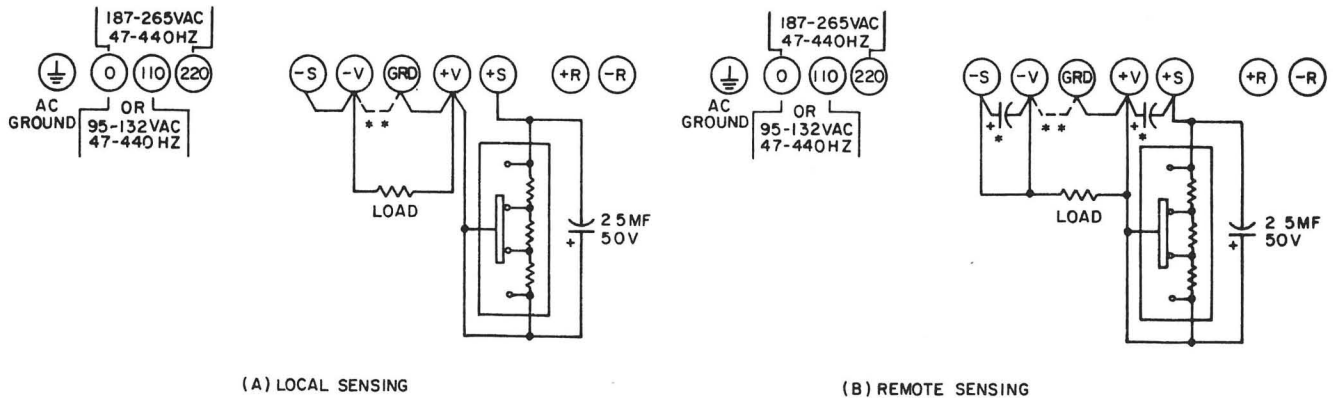 187-265VAC
47-440HZ
0 110 220
AC
GROUND
OR
95-132VAC
47-440HZ
-S -V GRD +V +S +R -R
* *
LOAD
+
2 5MF
50V
(A) LOCAL SENSING
187-265VAC
47-440HZ
0 110 220
AC
GROUND
OR
95-132VAC
47-440HZ
-S -V GRD +V +S +R -R
+ * * * + *
LOAD
+
2 5MF
50V
(B) REMOTE SENSING